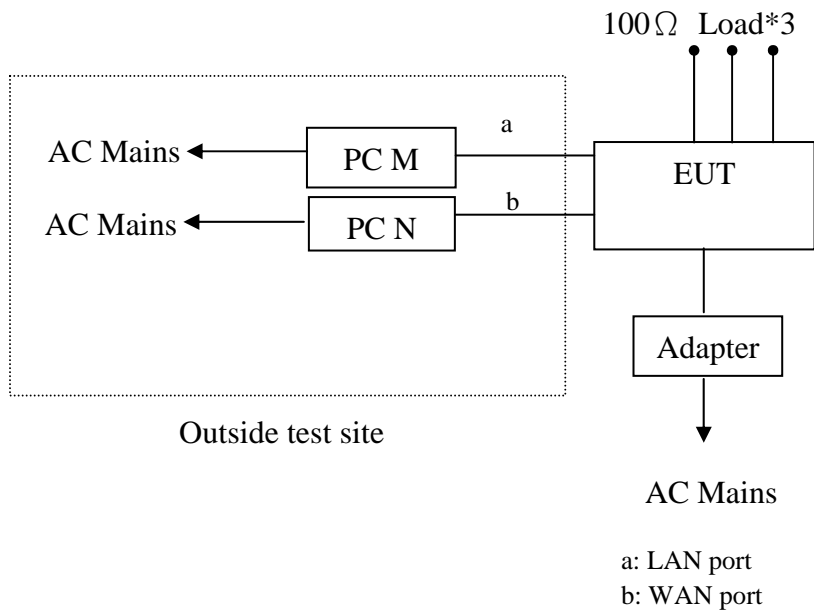 100Ω Load*3
a
AC Mains
PC M
EUT
b
AC Mains
PC N
Adapter
Outside test site
AC Mains
a: LAN port
b: WAN port